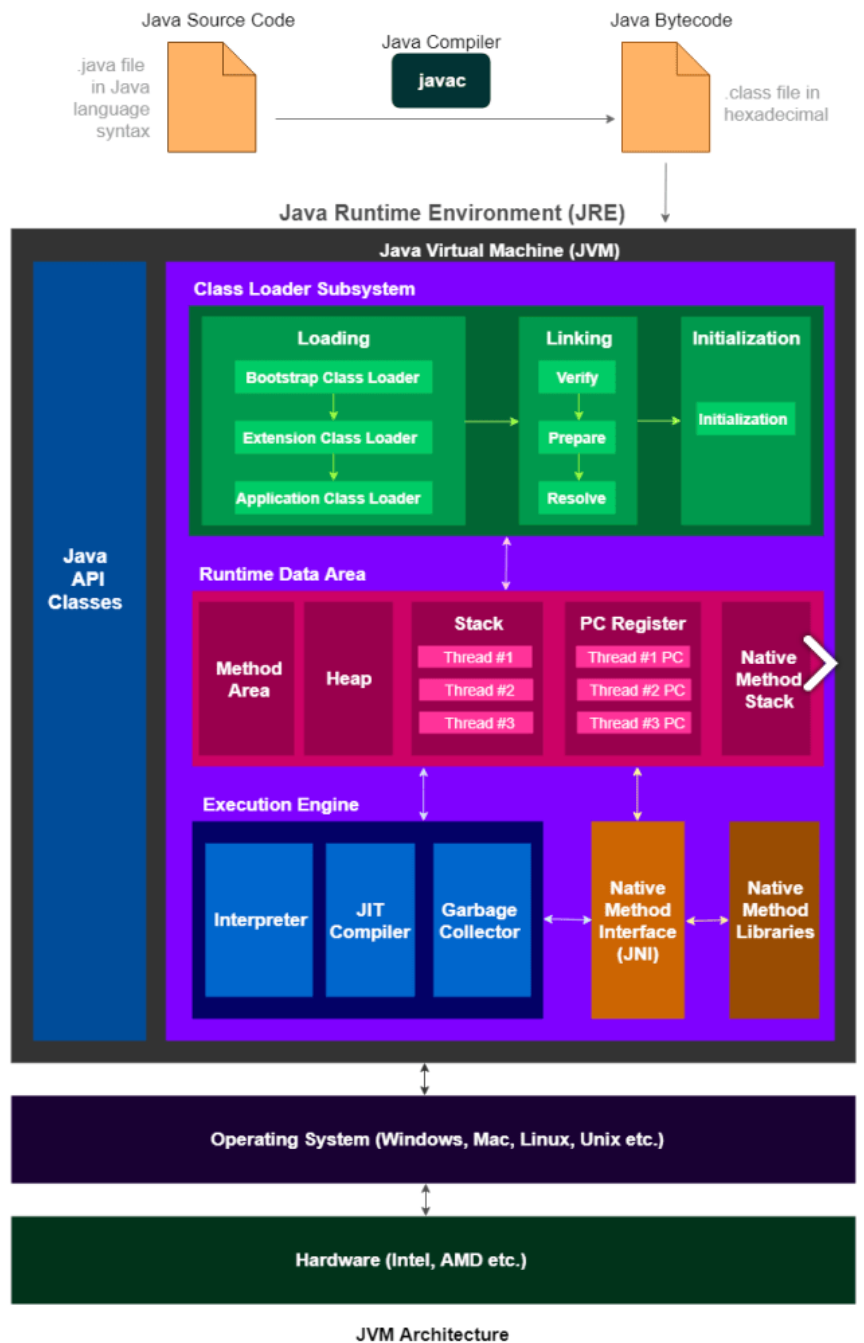 Java Source Code
Java Compiler
Java Bytecode
.java file
in Java
language
syntax
javac
.class file in
hexadecimal
Java Runtime Environment (JRE)
Java Virtual Machine (JVM)
Java
API
Classes
Class Loader Subsystem
Loading
Bootstrap Class Loader
Extension Class Loader
Application Class Loader
Linking
Verify
Prepare
Resolve
Initialization
Initialization
Runtime Data Area
Method
Area
Heap
Stack
Thread #1
Thread #2
Thread #3
PC Register
Thread #1 PC
Thread #2 PC
Thread #3 PC
Native
Method
Stack
Execution Engine
Interpreter
JIT
Compiler
Garbage
Collector
Native
Method
Interface
(JNI)
Native
Method
Libraries
Operating System (Windows, Mac, Linux, Unix etc.)
Hardware (Intel, AMD etc.)
JVM Architecture